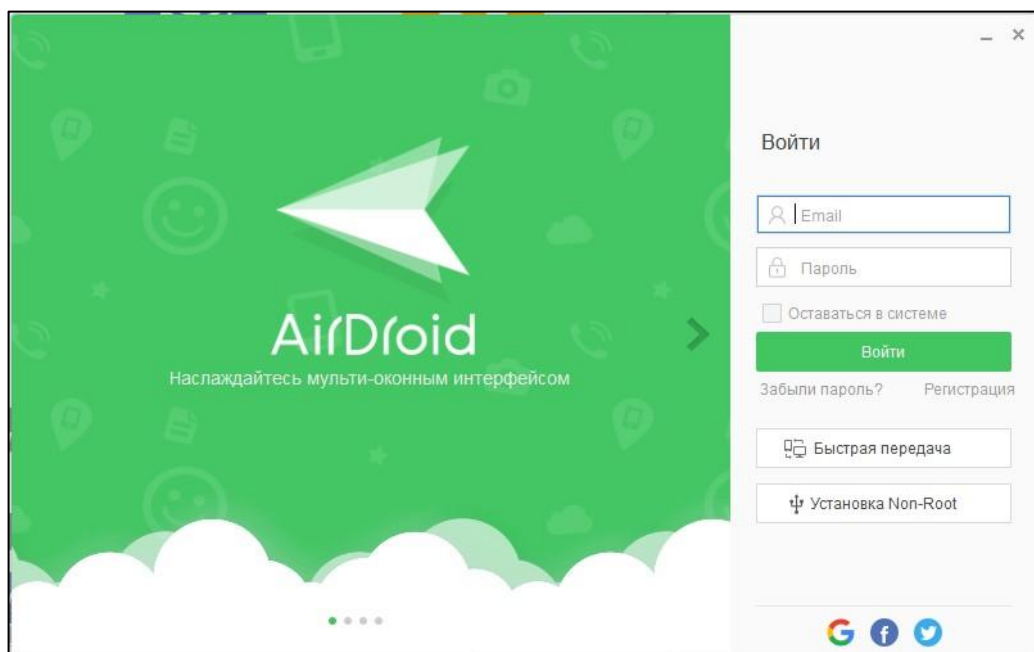 AirDroid
Наслаждайтесь мульти-оконным интерфейсом
Войти
Email
Пароль
Оставаться в системе
Войти
Забыли пароль? Регистрация
Быстрая передача
Установка Non-Root